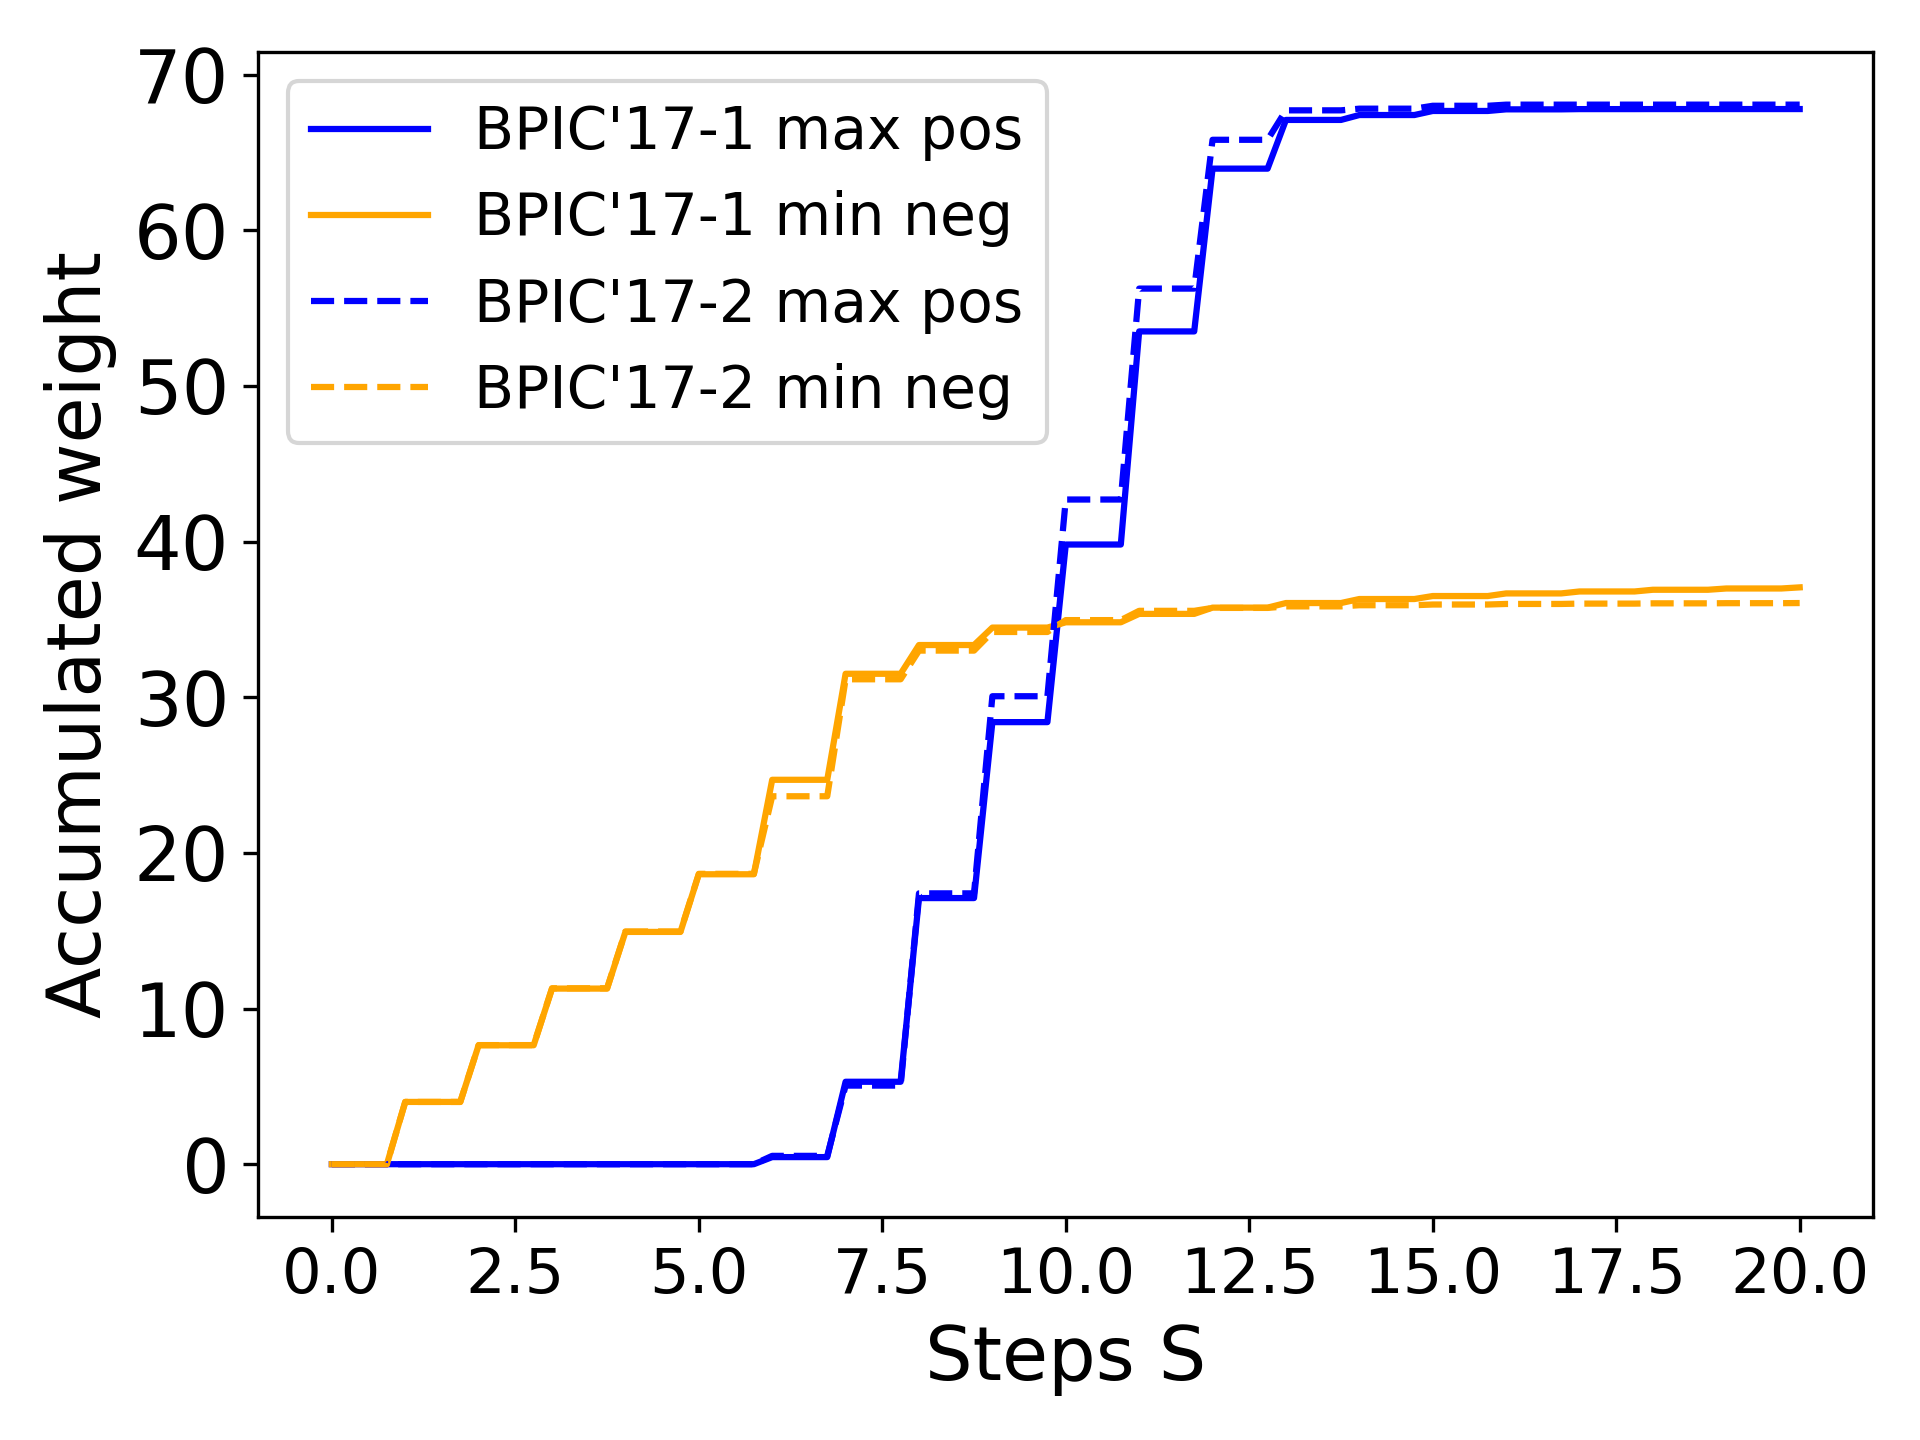 Accumulated weight
70
60
50
40
30
20
10
0
BPIC'17-1 max pos
BPIC'17-1 min neg
BPIC'17-2 max pos
BPIC'17-2 min neg
0.0 2.5 5.0 7.5 10.0 12.5 15.0 17.5 20.0
Steps S